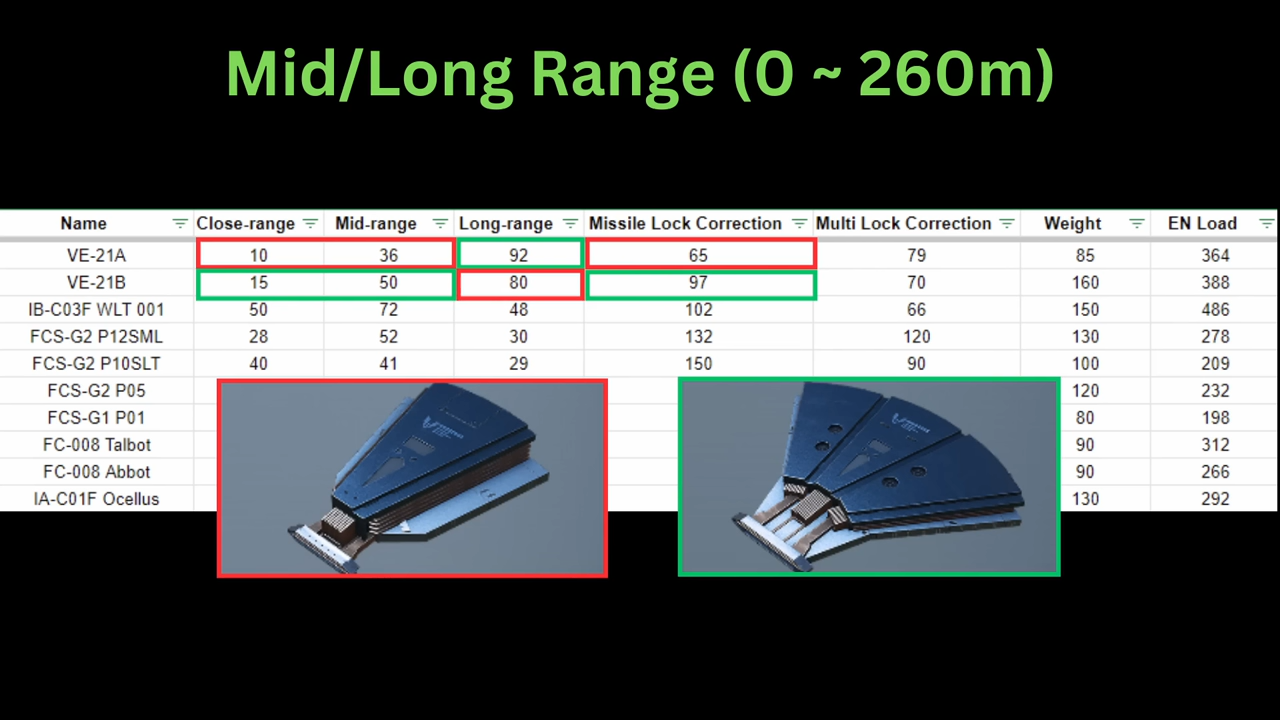 Mid/Long Range (0 ~ 260m)
Name Close-range Mid-range Long-range Missile Lock Correction Multi Lock Correction Weight EN Load
VE-21A 10 36 92 65 79 85 364
VE-21B 15 50 80 97 70 160 388
IB-C03F WLT 001 50 72 48 102 66 150 486
FCS-G2 P12SML 28 52 30 132 120 130 278
FCS-G2 P10SLT 40 41 29 150 90 100 209
FCS-G2 P05 120 232
FCS-G1 P01 80 198
FC-008 Talbot 90 312
FC-008 Abbot 90 266
IA-C01F Ocellus 130 292